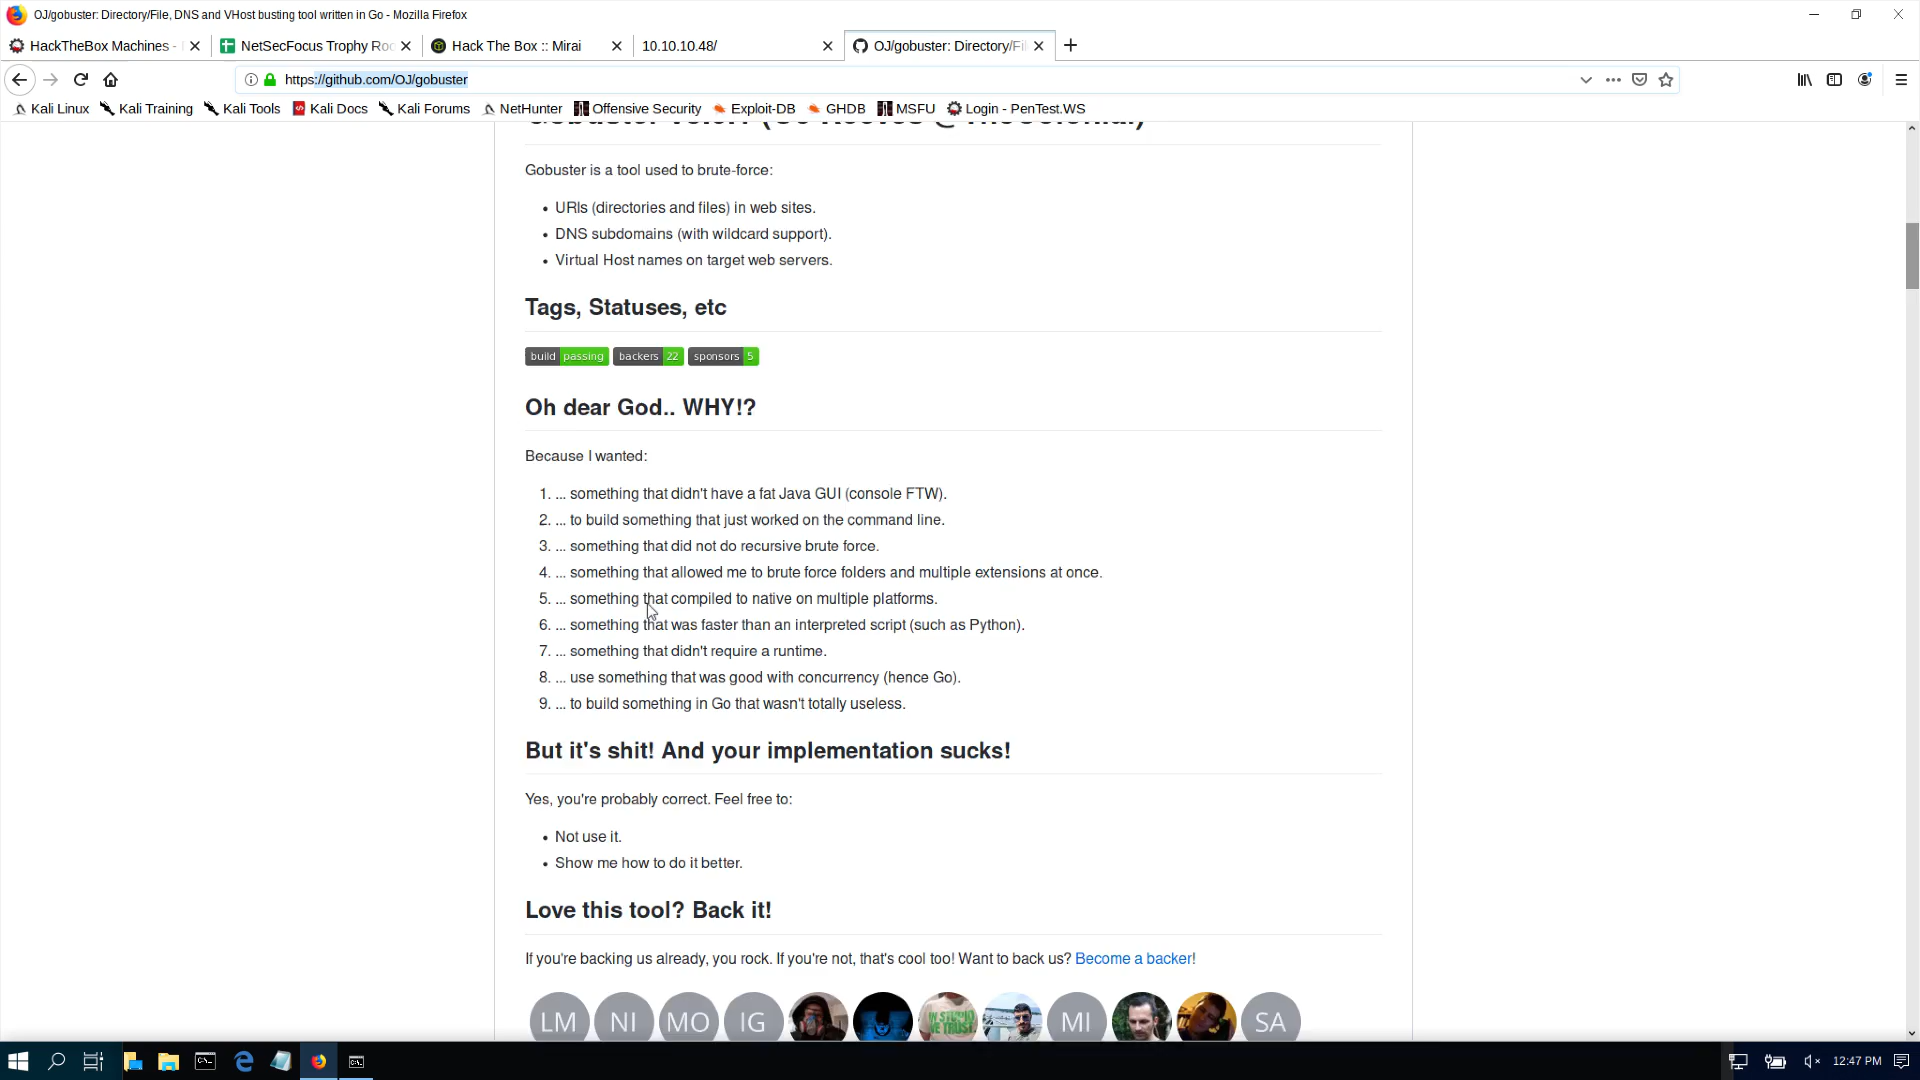 OJ/gobuster: Directory/File, DNS and VHost busting tool written in Go - Mozilla Firefox
HackTheBox Machines -
NetSecFocus Trophy Roo
Hack The Box :: Mirai
10.10.10.48/
OJ/gobuster: Directory/Fi
https://github.com/OJ/gobuster
Kali Linux
Kali Training
Kali Tools
Kali Docs
Kali Forums
NetHunter
Offensive Security
Exploit-DB
GHDB
MSFU
Login - PenTest.WS
Gobuster is a tool used to brute-force:
• URIs (directories and files) in web sites.
• DNS subdomains (with wildcard support).
• Virtual Host names on target web servers.
Tags, Statuses, etc
build passing backers 22 sponsors 5
Oh dear God.. WHY!?
Because I wanted:
1. ... something that didn't have a fat Java GUI (console FTW).
2. ... to build something that just worked on the command line.
3. ... something that did not do recursive brute force.
4. ... something that allowed me to brute force folders and multiple extensions at once.
5. ... something that compiled to native on multiple platforms.
6. ... something that was faster than an interpreted script (such as Python).
7. ... something that didn't require a runtime.
8. ... use something that was good with concurrency (hence Go).
9. ... to build something in Go that wasn't totally useless.
But it's shit! And your implementation sucks!
Yes, you're probably correct. Feel free to:
• Not use it.
• Show me how to do it better.
Love this tool? Back it!
If you're backing us already, you rock. If you're not, that's cool too! Want to back us? Become a backer!
LM NI MO IG MI SA
12:47 PM